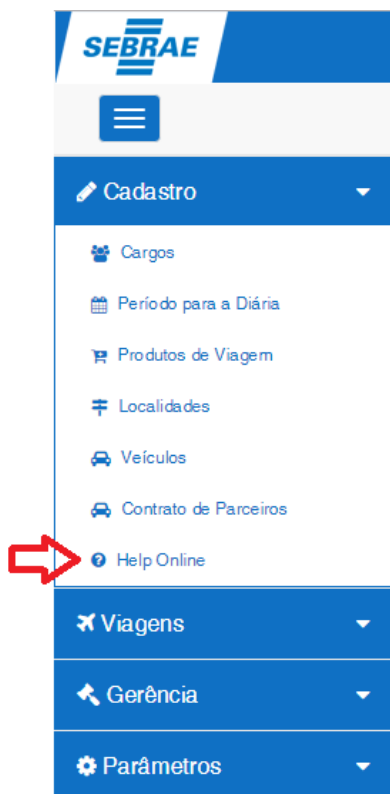 SEBRAE
Cadastro
Cargos
Período para a Diária
Produtos de Viagem
Localidades
Veículos
Contrato de Parceiros
Help Online
Viagens
Gerência
Parâmetros